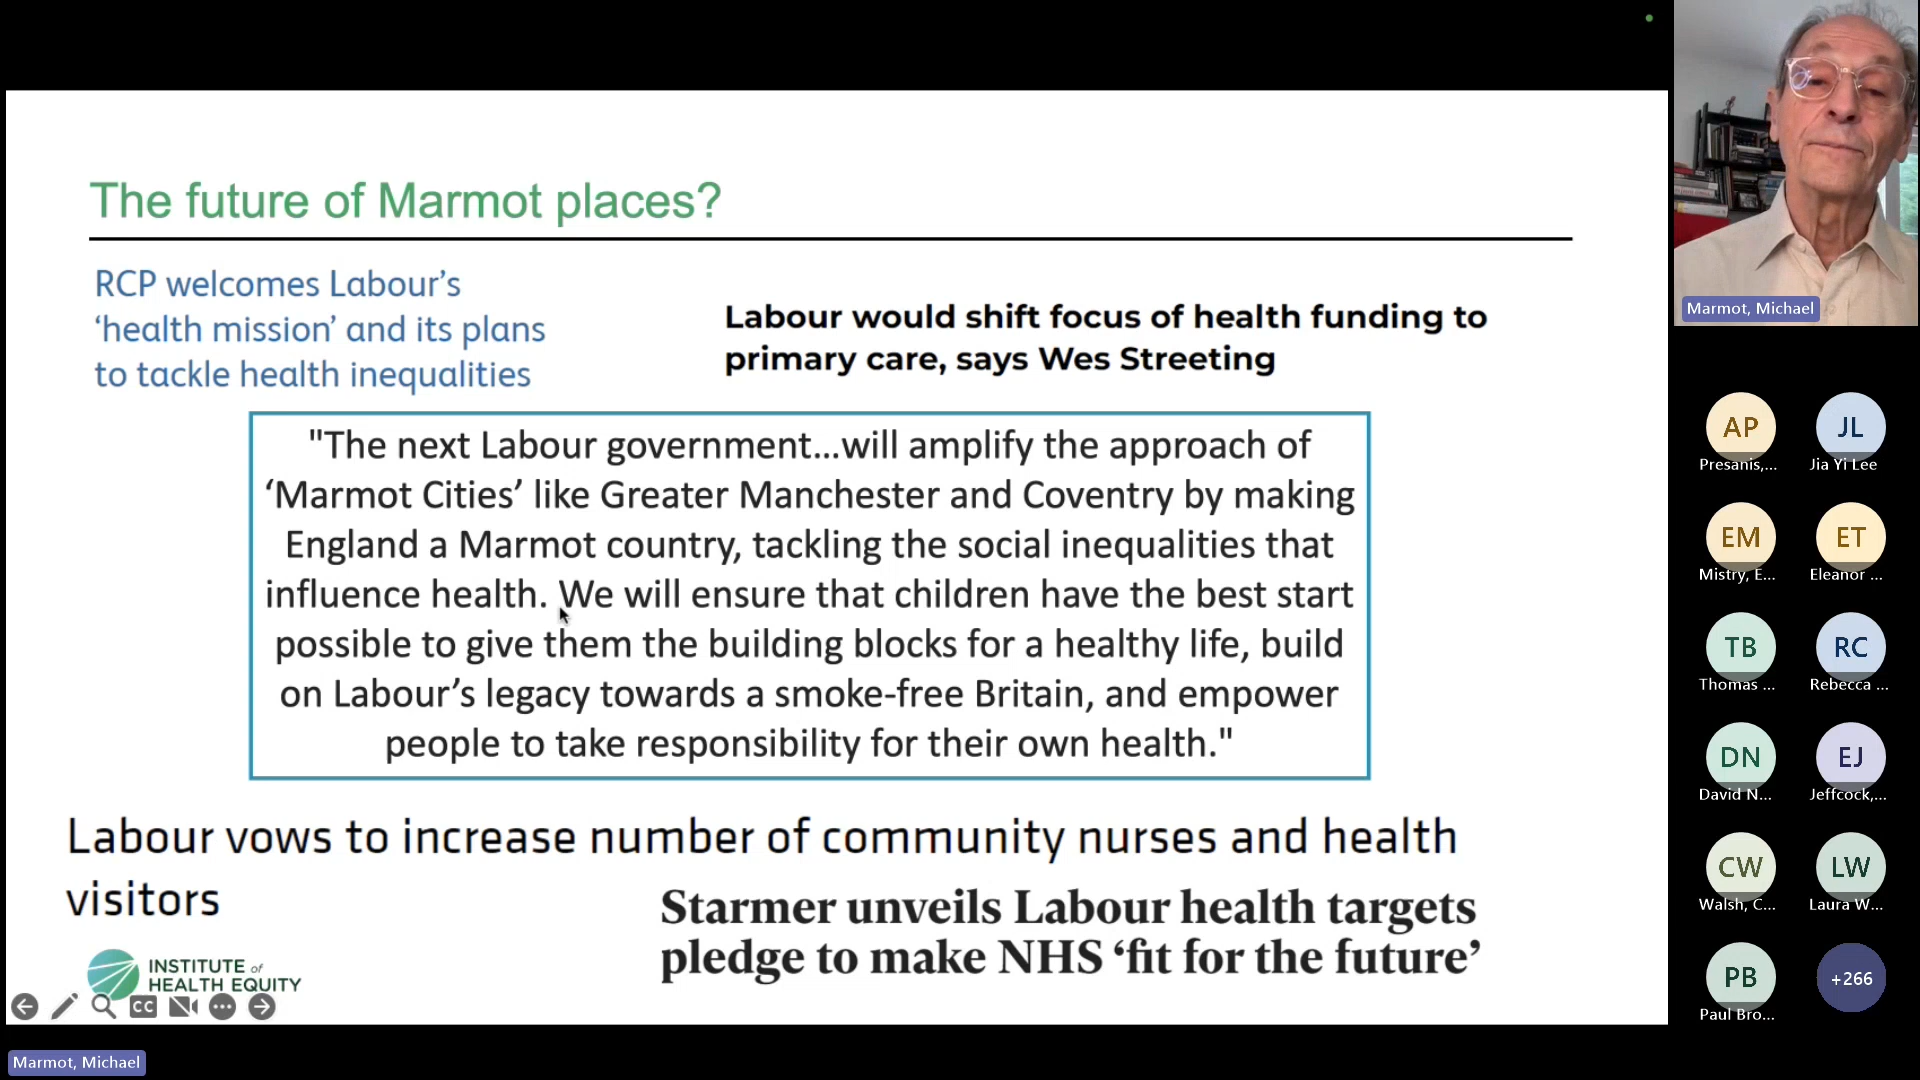 The future of Marmot places?
RCP welcomes Labour’s
‘health mission’ and its plans
to tackle health inequalities
Labour would shift focus of health funding to
primary care, says Wes Streeting
"The next Labour government...will amplify the approach of
‘Marmot Cities’ like Greater Manchester and Coventry by making
England a Marmot country, tackling the social inequalities that
influence health. We will ensure that children have the best start
possible to give them the building blocks for a healthy life, build
on Labour’s legacy towards a smoke-free Britain, and empower
people to take responsibility for their own health."
Labour vows to increase number of community nurses and health
visitors
Starmer unveils Labour health targets
pledge to make NHS ‘fit for the future’
INSTITUTE of
HEALTH EQUITY
CC
Marmot, Michael
Marmot, Michael
AP
Presanis,...
JL
Jia Yi Lee
EM
Mistry, E...
ET
Eleanor ...
TB
Thomas ...
RC
Rebecca ...
DN
David N...
EJ
Jeffcock,...
CW
Walsh, C...
LW
Laura W...
PB
Paul Bro...
+266